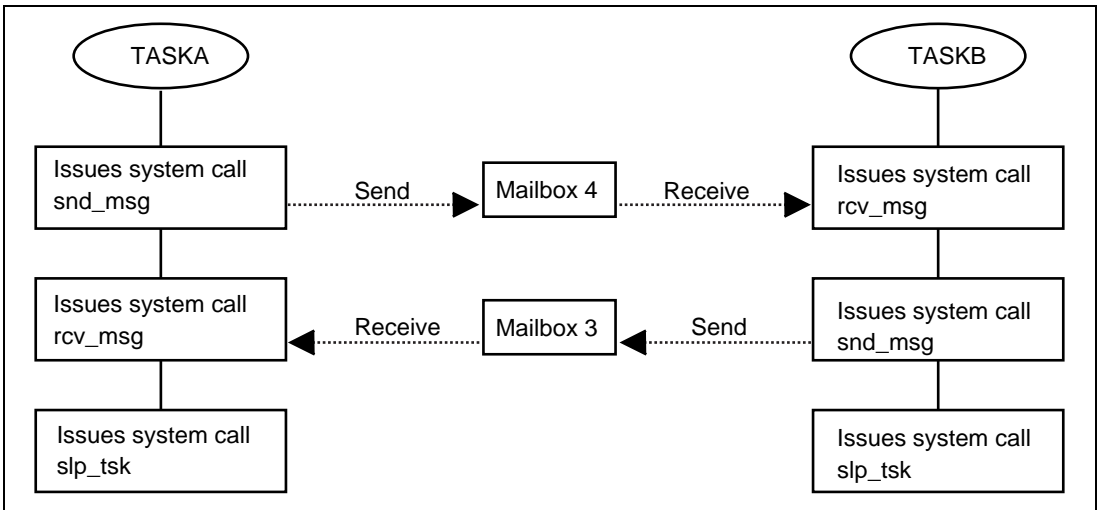 TASKA
TASKB
Issues system call
snd_msg
Send
Mailbox 4
Receive
Issues system call
rcv_msg
Issues system call
rcv_msg
Receive
Mailbox 3
Send
Issues system call
snd_msg
Issues system call
slp_tsk
Issues system call
slp_tsk